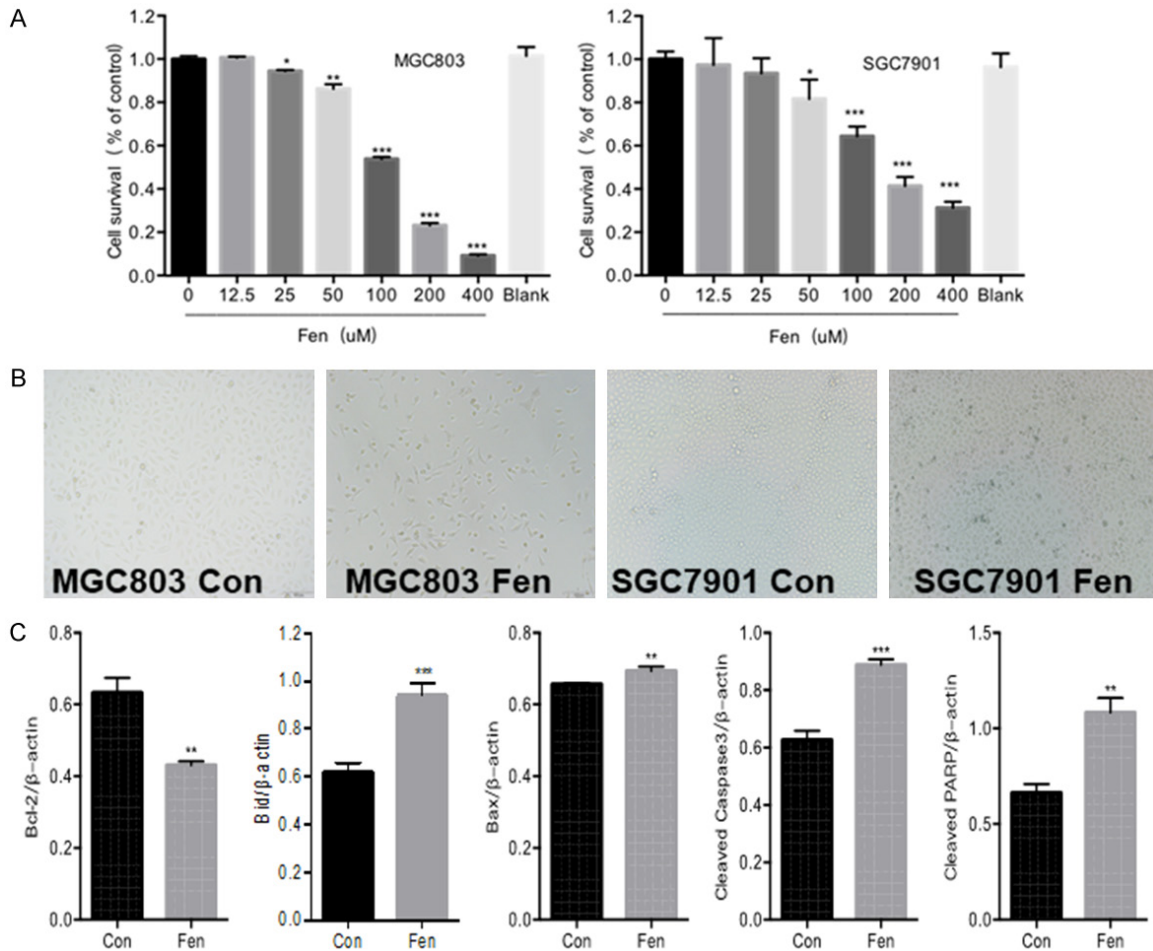 A
Cell survival ( % of control)
1.2
1.0
0.8
0.6
0.4
0.2
0.0
MGC803
*
**
***
***
***
0 12.5 25 50 100 200 400 Blank
Fen (uM)
Cell survival ( % of control)
1.2
1.0
0.8
0.6
0.4
0.2
0.0
SGC7901
*
***
***
***
0 12.5 25 50 100 200 400 Blank
Fen (uM)
B
MGC803 Con
MGC803 Fen
SGC7901 Con
SGC7901 Fen
C
Bcl-2/β-actin
0.8
0.6
0.4
0.2
0.0
**
Con Fen
Bid/β-actin
1.2
1.0
0.8
0.6
0.4
0.2
0.0
***
Con Fen
Bax/β-actin
0.8
0.6
0.4
0.2
0.0
**
Con Fen
Cleaved Caspase3/β-actin
1.0
0.8
0.6
0.4
0.2
0.0
***
Con Fen
Cleaved PARP/β-actin
1.5
1.0
0.5
0.0
**
Con Fen